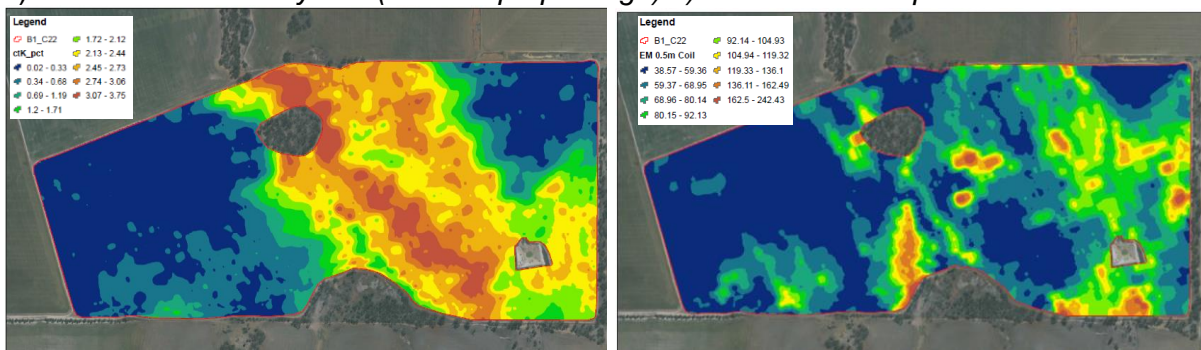 Legend
B1_C22
ctK_pct
0.02 - 0.33
0.34 - 0.68
0.69 - 1.19
1.2 - 1.71
1.72 - 2.12
2.13 - 2.44
2.45 - 2.73
2.74 - 3.06
3.07 - 3.75
Legend
B1_C22
EM 0.5m Coil
38.57 - 59.36
59.37 - 68.95
68.96 - 80.14
80.15 - 92.13
92.14 - 104.93
104.94 - 119.32
119.33 - 136.1
136.11 - 162.49
162.5 - 242.43